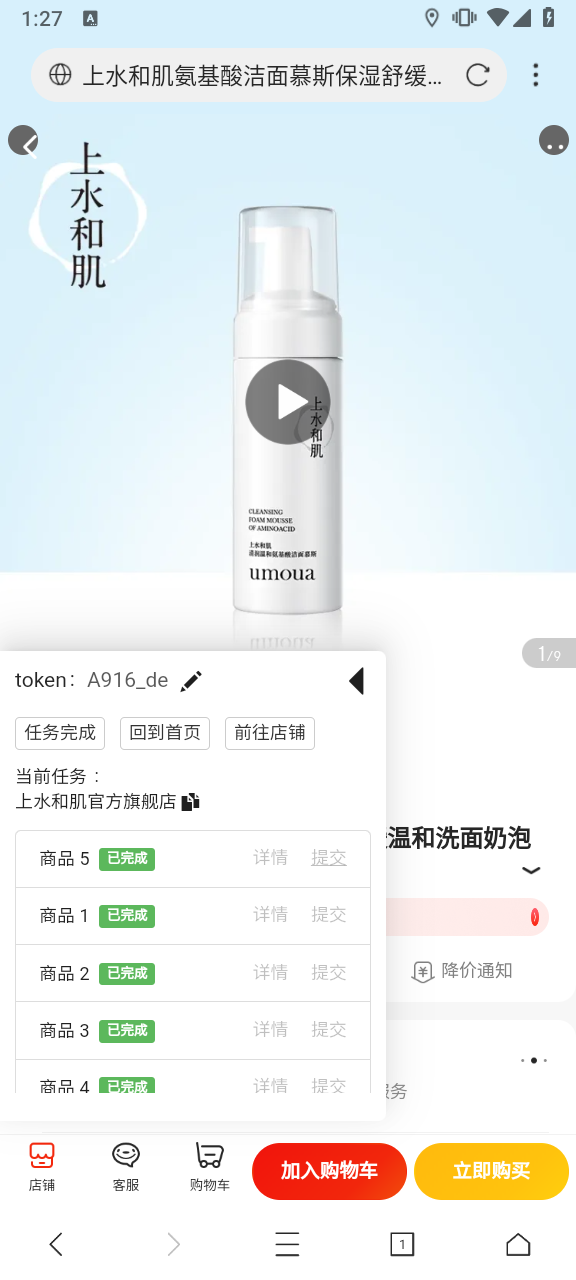 1:27
A
上水和肌氨基酸洁面慕斯保湿舒缓...
上水和肌
上水和肌
CLEANSING
FOAM MOUSSE
OF AMINOACID
上水和肌
清润温和氨基酸洁面慕斯
umoua
1/9
token: A916_de
任务完成 回到首页 前往店铺
当前任务：
上水和肌官方旗舰店
商品 5 已完成 详情 提交
商品 1 已完成 详情 提交
商品 2 已完成 详情 提交
商品 3 已完成 详情 提交
商品 4 已完成 详情 提交
温和洗面奶泡
降价通知
服务
店铺 客服 购物车 加入购物车 立即购买
1